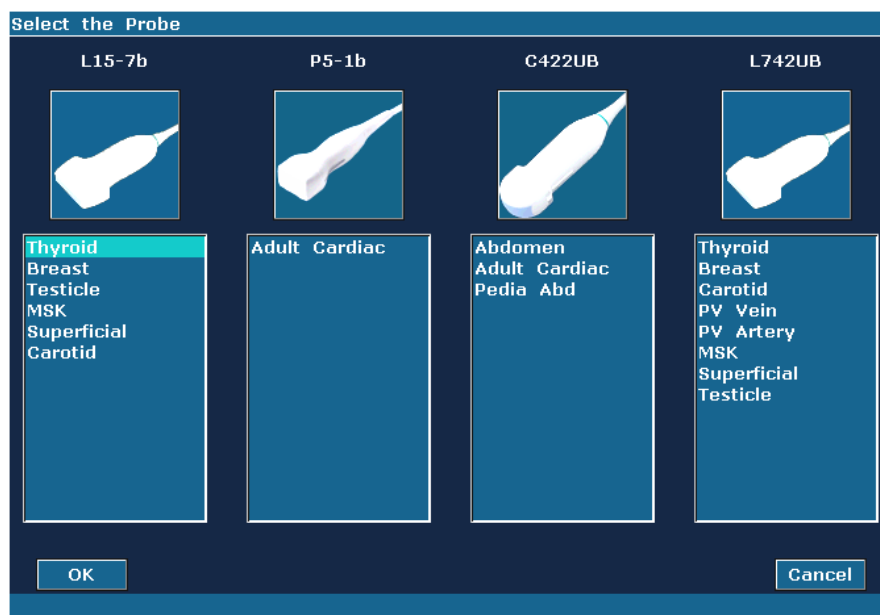 Select the Probe
L15-7b
P5-1b
C422UB
L742UB
Thyroid
Breast
Testicle
MSK
Superficial
Carotid
Adult Cardiac
Abdomen
Adult Cardiac
Pedia Abd
Thyroid
Breast
Carotid
PV Vein
PV Artery
MSK
Superficial
Testicle
OK
Cancel